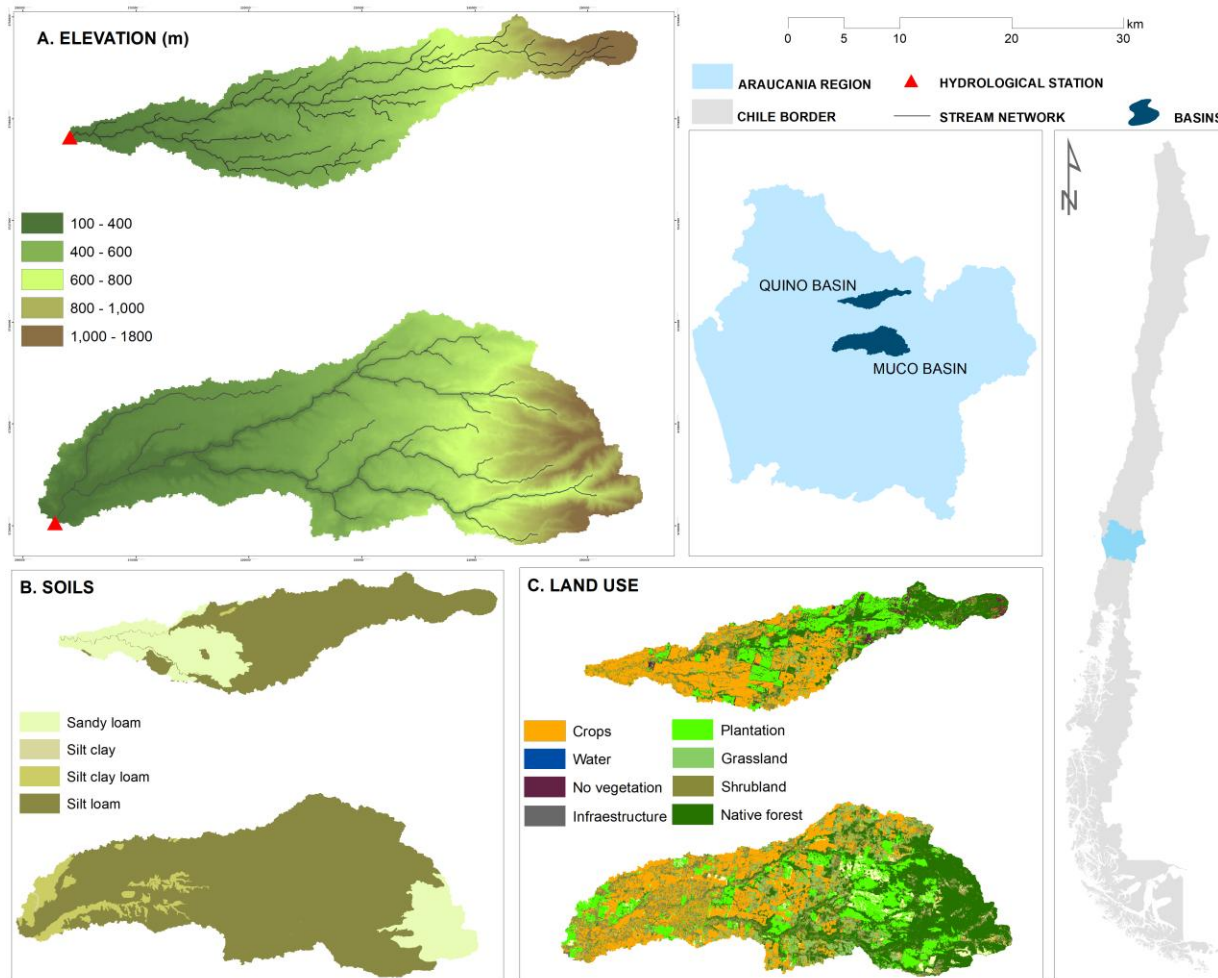 A. ELEVATION (m)
100 - 400
400 - 600
600 - 800
800 - 1,000
1,000 - 1800
km
0 5 10 20 30
ARAUCANIA REGION
HYDROLOGICAL STATION
CHILE BORDER
STREAM NETWORK
BASINS
QUINO BASIN
MUCO BASIN
N
B. SOILS
Sandy loam
Silt clay
Silt clay loam
Silt loam
C. LAND USE
Crops
Water
No vegetation
Infraestructure
Plantation
Grassland
Shrubland
Native forest